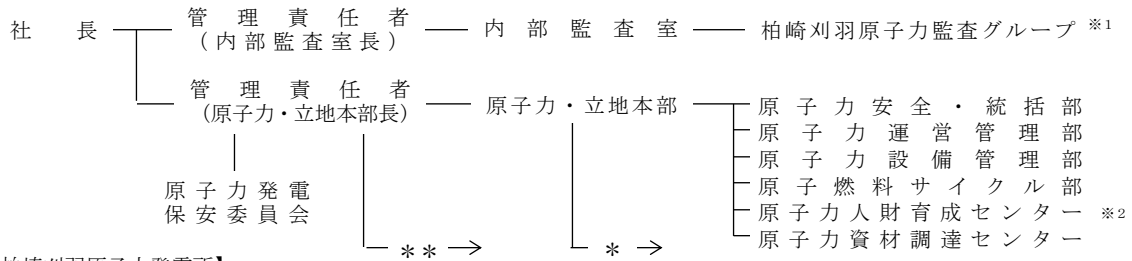 社長 管理責任者 内部監査室 柏崎刈羽原子力監査グループ ※1
(内部監査室長)
管理責任者
(原子力・立地本部長) 原子力・立地本部 原子力安全・統括部
原子力運営管理部
原子力設備管理部
原子燃料サイクル部
原子力人財育成センター ※2
原子力資材調達センター
原子力発電
保安委員会
** *